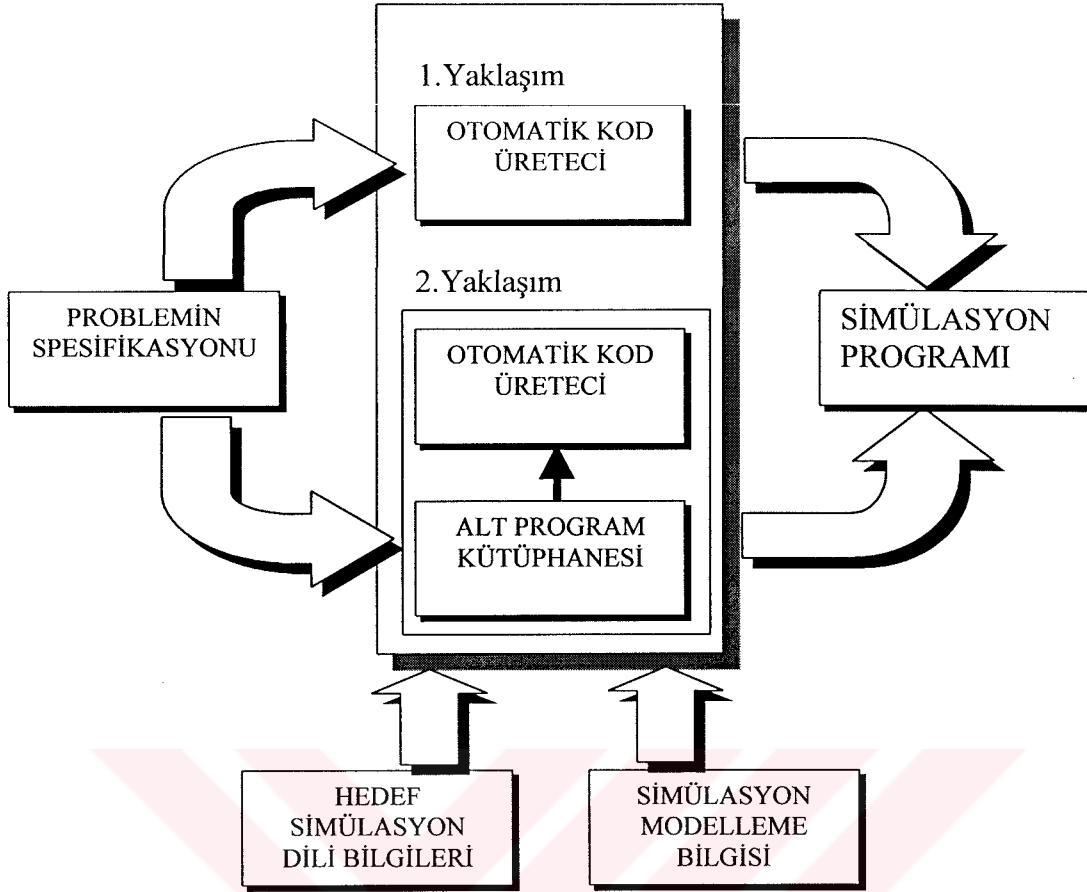 1.Yaklaşım
OTOMATİK KOD
ÜRETECİ
2.Yaklaşım
PROBLEMİN
SPESİFİKASYONU
OTOMATİK KOD
ÜRETECİ
SİMÜLASYON
PROGRAMI
ALT PROGRAM
KÜTÜPHANESİ
HEDEF
SİMÜLASYON
DİLİ BİLGİLERİ
SİMÜLASYON
MODELLEME
BİLGİSİ